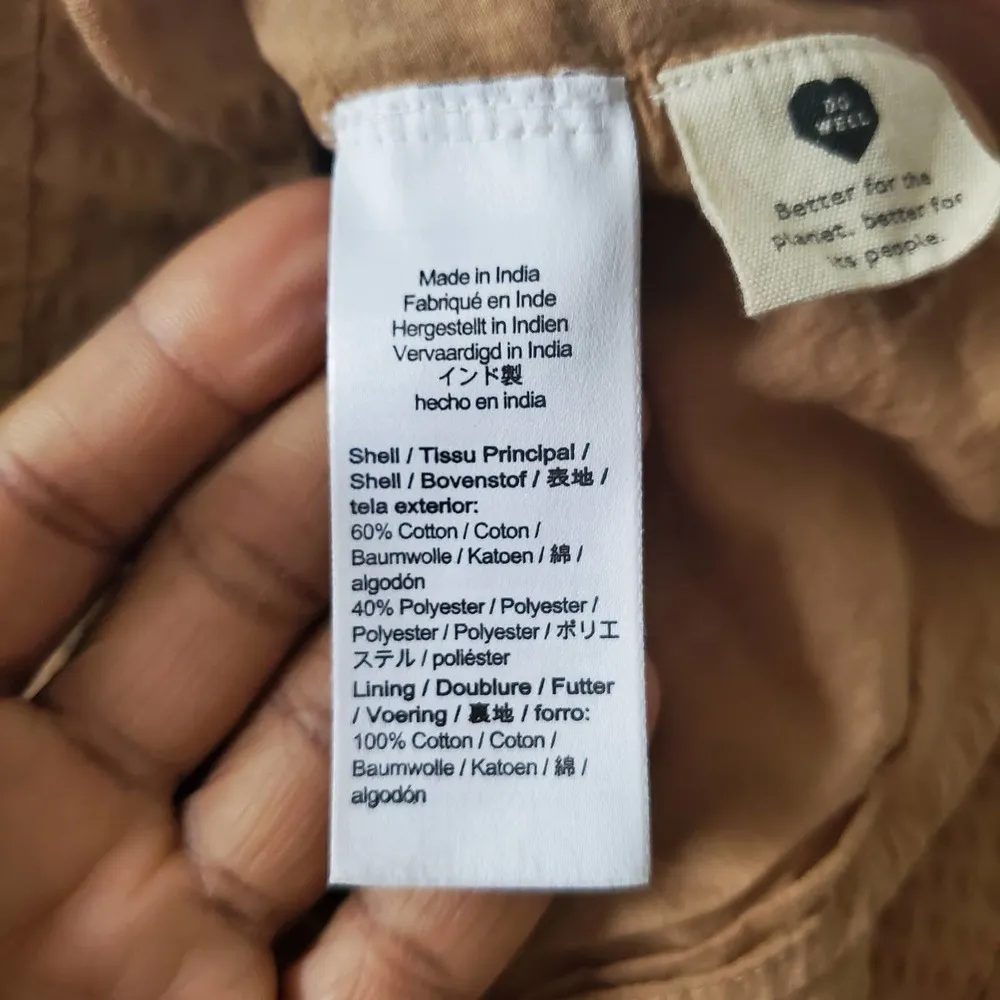 Made in India
Fabriqué en Inde
Hergestellt in Indien
Vervaardigd in India
インド製
hecho en india
Shell / Tissu Principal /
Shell / Bovenstof / 表地 /
tela exterior:
60% Cotton / Coton /
Baumwolle / Katoen / 綿 /
algodón
40% Polyester / Polyester /
Polyester / Polyester / ポリエ
ステル / poliéster
Lining / Doublure / Futter
/ Voering / 裏地 / forro:
100% Cotton / Coton /
Baumwolle / Katoen / 綿 /
algodón
DO
WELL
Better for the
planet, better for
its people.